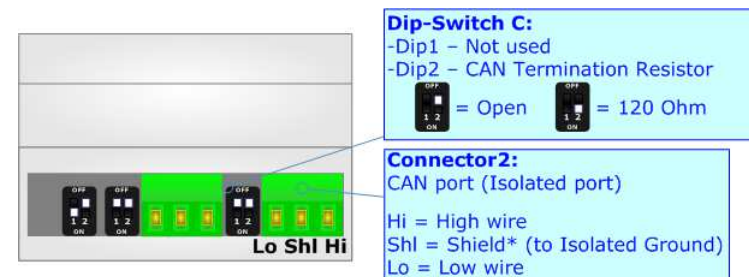 Dip-Switch C:
-Dip1 – Not used
-Dip2 – CAN Termination Resistor
OFF
1 2
ON
= Open
OFF
1 2
ON
= 120 Ohm
Connector2:
CAN port (Isolated port)
Hi = High wire
Shl = Shield* (to Isolated Ground)
Lo = Low wire
OFF
1 2
ON
OFF
1 2
ON
OFF
1 2
ON
Lo Shl Hi